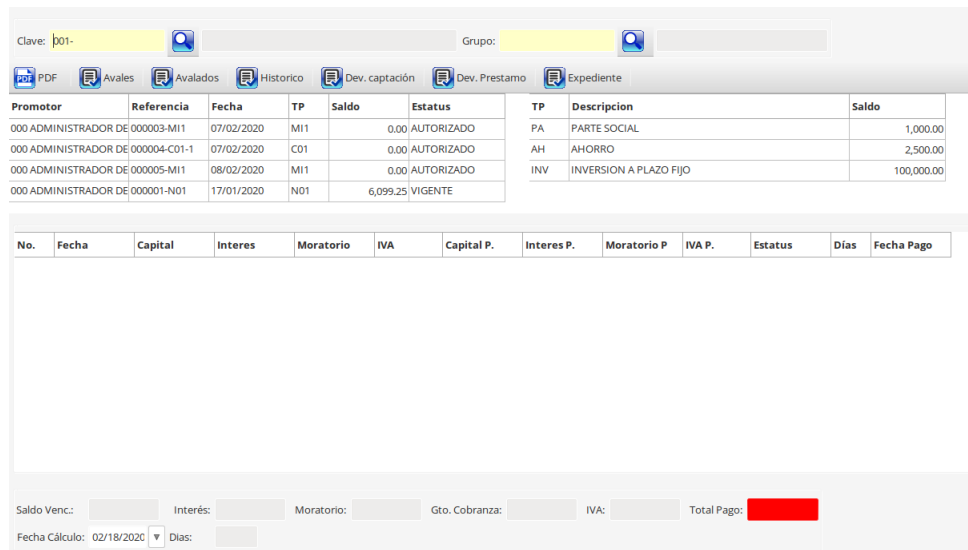 Clave: 001- Grupo:
PDF PDF Avales Avalados Historico Dev. captación Dev. Prestamo Expediente
Promotor Referencia Fecha TP Saldo Estatus TP Descripcion Saldo
000 ADMINISTRADOR DE 000003-MI1 07/02/2020 MI1 0.00 AUTORIZADO PA PARTE SOCIAL 1,000.00
000 ADMINISTRADOR DE 000004-C01-1 07/02/2020 C01 0.00 AUTORIZADO AH AHORRO 2,500.00
000 ADMINISTRADOR DE 000005-MI1 08/02/2020 MI1 0.00 AUTORIZADO INV INVERSION A PLAZO FIJO 100,000.00
000 ADMINISTRADOR DE 000001-N01 17/01/2020 N01 6,099.25 VIGENTE
No. Fecha Capital Interes Moratorio IVA Capital P. Interes P. Moratorio P IVA P. Estatus Días Fecha Pago
Saldo Venc.: Interés: Moratorio: Gto. Cobranza: IVA: Total Pago:
Fecha Cálculo: 02/18/2020 Dias: